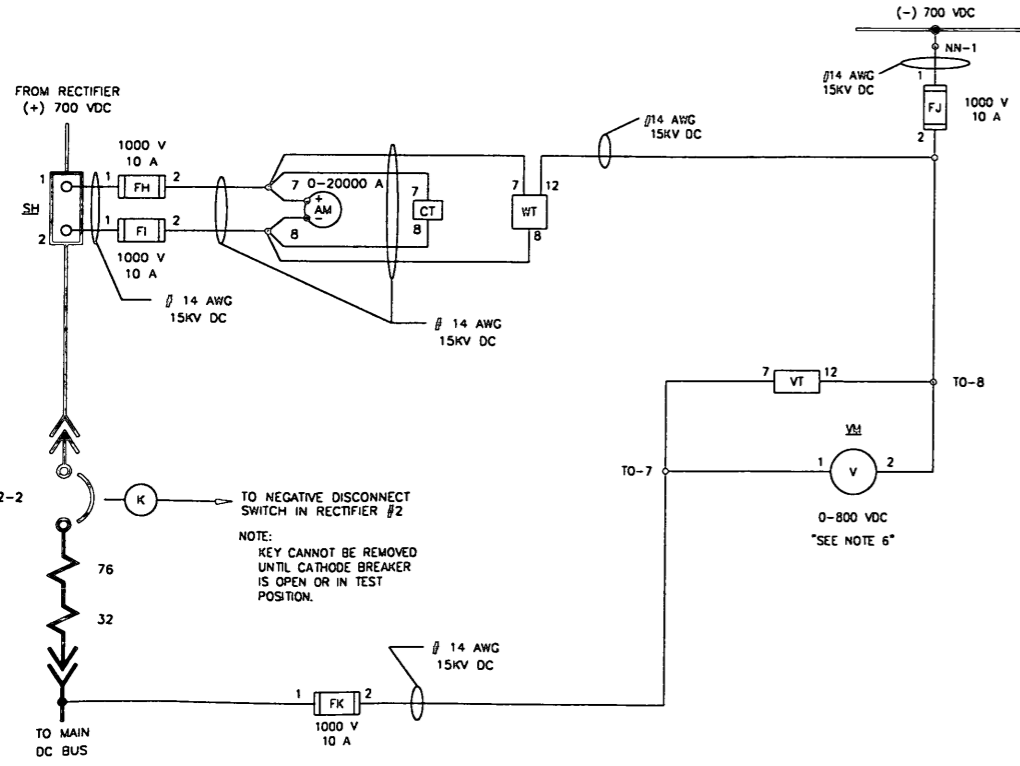 (-) 700 VDC
NN-1
#14 AWG
15KV DC
1
FJ
1000 V
10 A
2
FROM RECTIFIER
(+) 700 VDC
1000 V
10 A
#14 AWG
15KV DC
1
SH
2
1
FH
2
1
FI
2
1000 V
10 A
7
0-20000 A
+
AM
-
8
7
CT
8
7
12
WT
8
# 14 AWG
15KV DC
# 14 AWG
15KV DC
7
VT
12
TO-8
VM
TO-7
1
V
2
0-800 VDC
"SEE NOTE 6"
2-2
K
TO NEGATIVE DISCONNECT
SWITCH IN RECTIFIER #2
NOTE:
KEY CANNOT BE REMOVED
UNTIL CATHODE BREAKER
IS OPEN OR IN TEST
POSITION.
76
32
# 14 AWG
15KV DC
1
FK
2
1000 V
10 A
TO MAIN
DC BUS